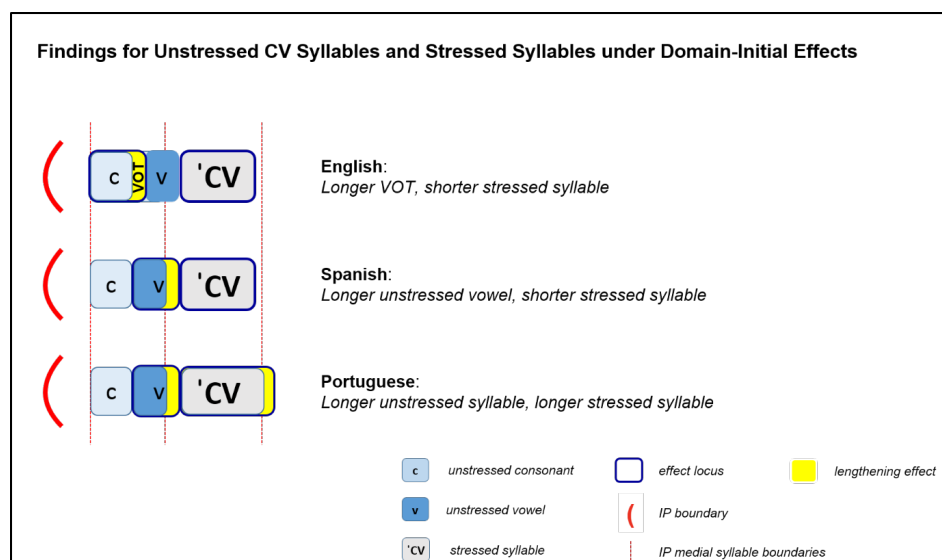 Findings for Unstressed CV Syllables and Stressed Syllables under Domain-Initial Effects
( c VOT v 'CV
English:
Longer VOT, shorter stressed syllable
( c v 'CV
Spanish:
Longer unstressed vowel, shorter stressed syllable
( c v 'CV
Portuguese:
Longer unstressed syllable, longer stressed syllable
c unstressed consonant
effect locus
lengthening effect
v unstressed vowel
( IP boundary
'CV stressed syllable
IP medial syllable boundaries